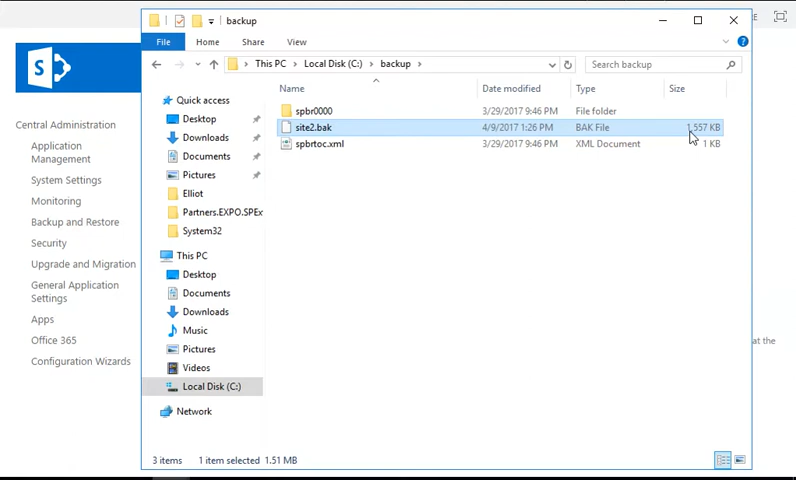 backup
File
Home
Share
View
This PC
Local Disk (C:)
backup
Search backup
Name
Date modified
Type
Size
Quick access
Desktop
Downloads
Documents
Pictures
Elliot
Partners.EXPO.SPEx
System32
This PC
Desktop
Documents
Downloads
Music
Pictures
Videos
Local Disk (C:)
Network
spbr0000
3/29/2017 9:46 PM
File folder
site2.bak
4/9/2017 1:26 PM
BAK File
1,557 KB
spbrtoc.xml
3/29/2017 9:46 PM
XML Document
1 KB
3 items
1 item selected 1.51 MB
S
Central Administration
Application
Management
System Settings
Monitoring
Backup and Restore
Security
Upgrade and Migration
General Application
Settings
Apps
Office 365
Configuration Wizards
E
at the